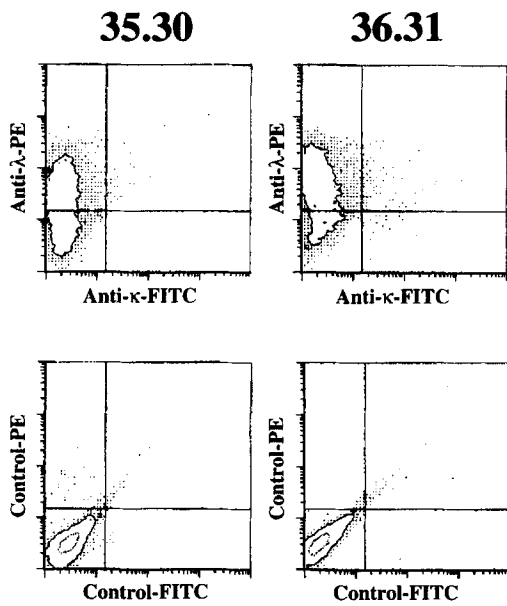 35.30
36.31
Anti-λ-PE
Anti-κ-FITC
Anti-λ-PE
Anti-κ-FITC
Control-PE
Control-FITC
Control-PE
Control-FITC